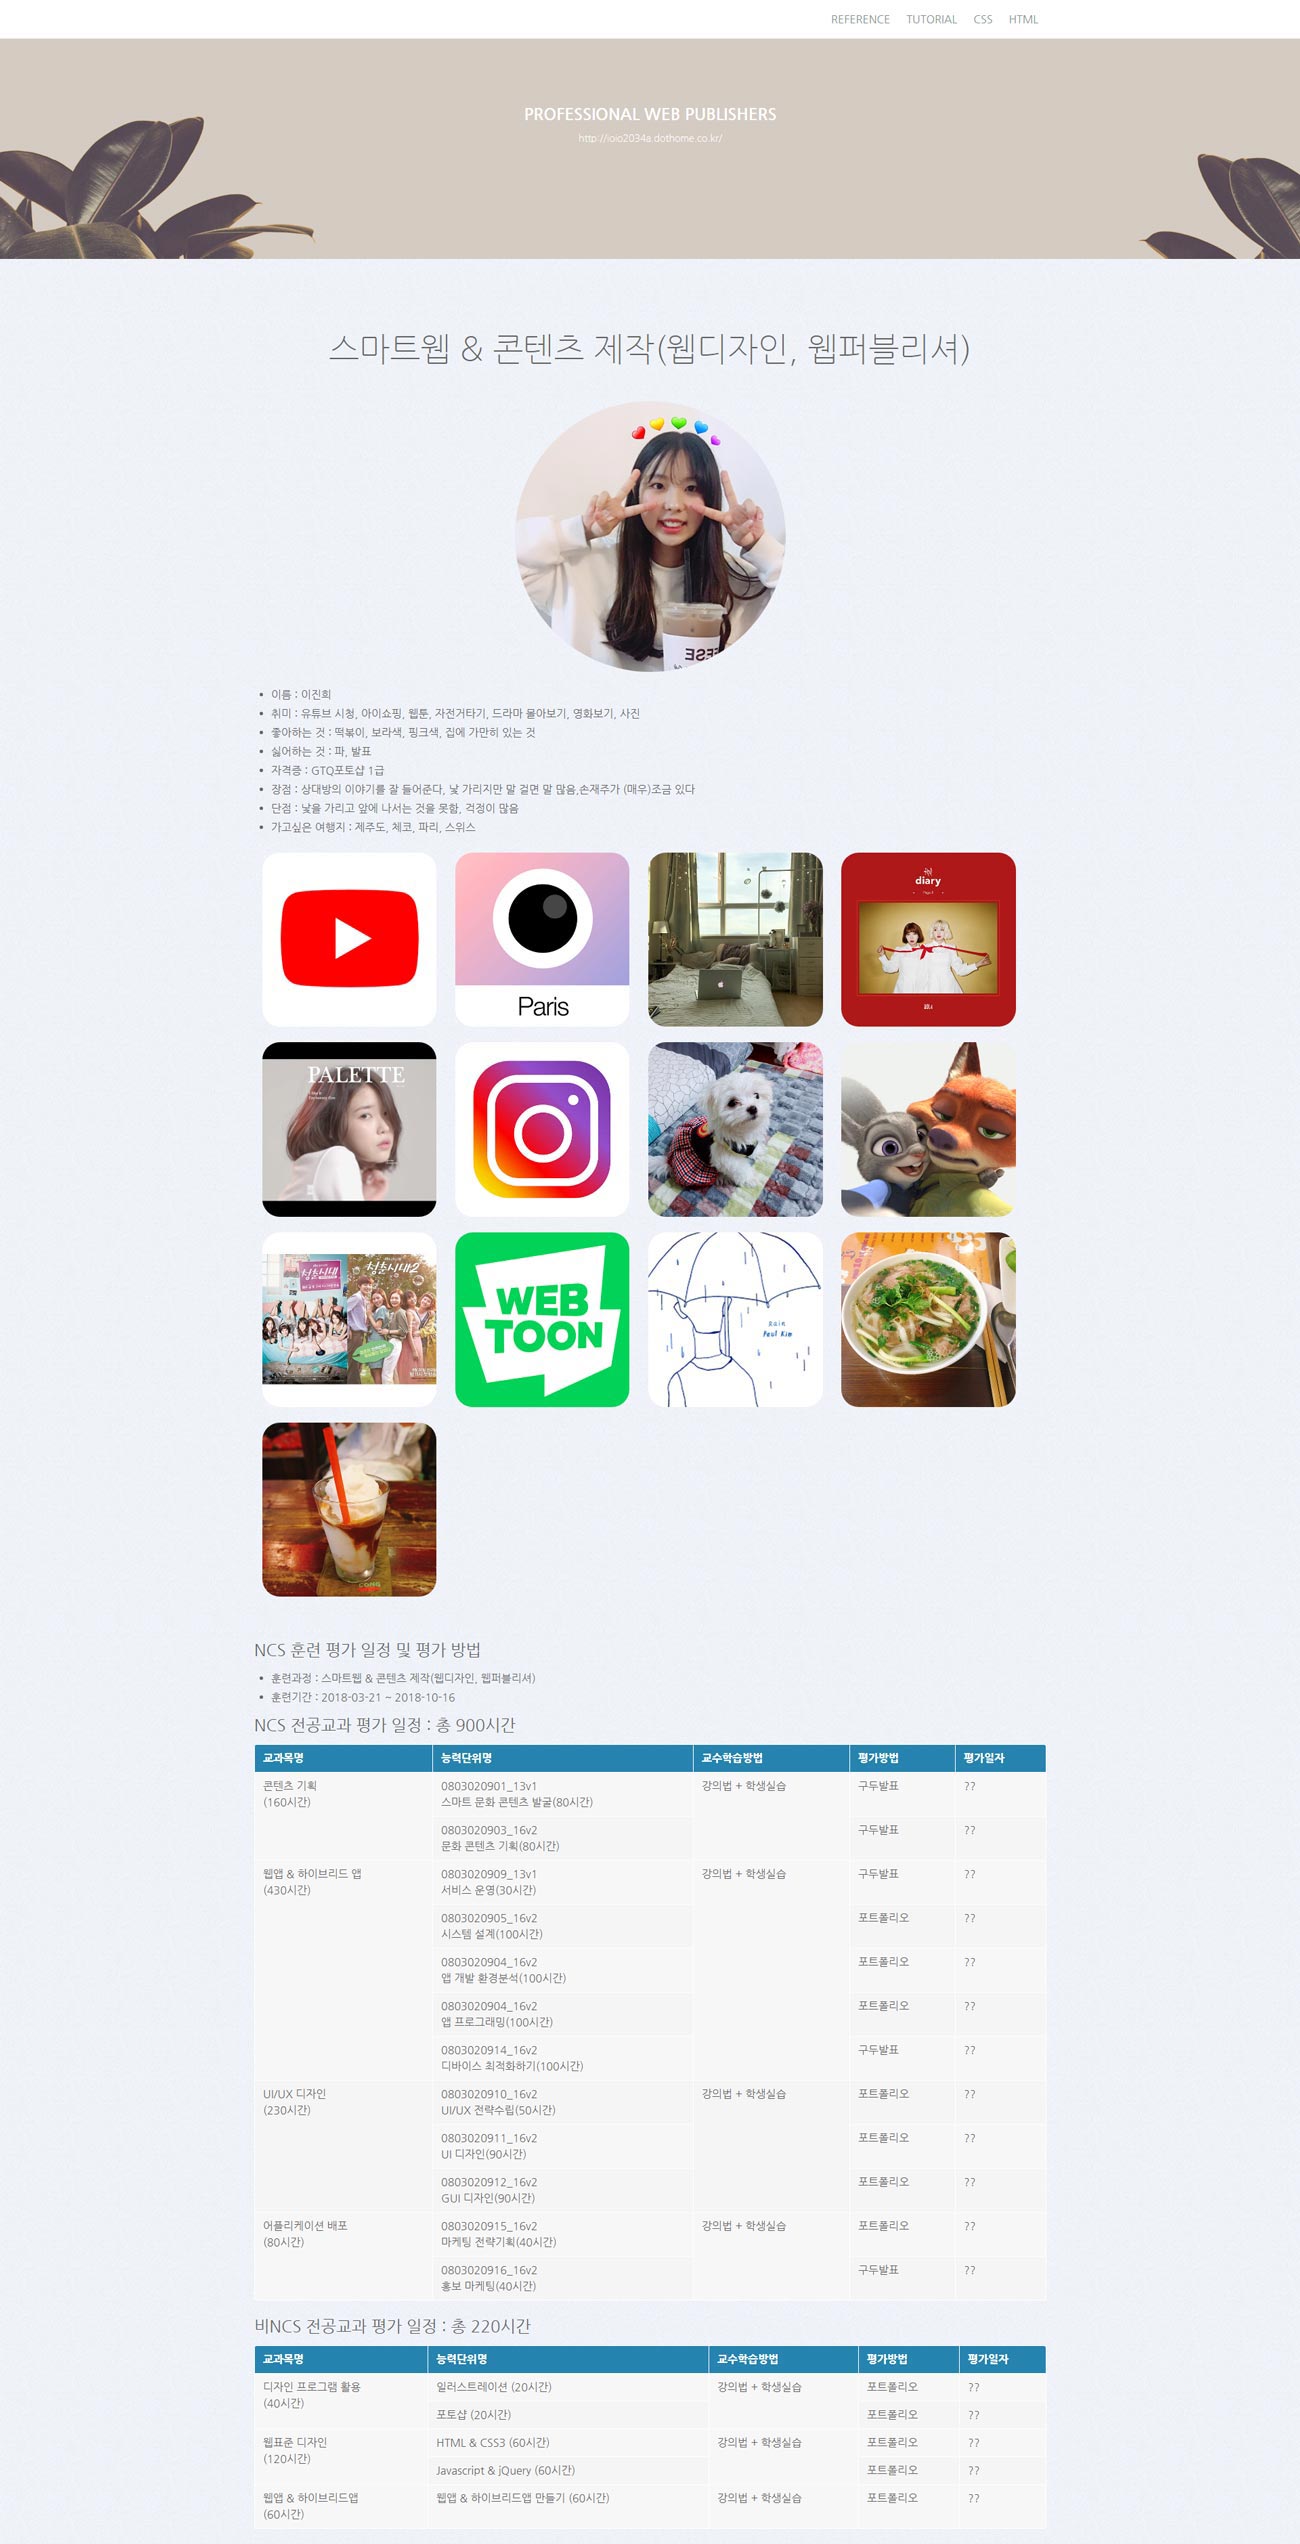 REFERENCE TUTORIAL CSS HTML
PROFESSIONAL WEB PUBLISHERS
http://ioio2034a.dothome.co.kr/
스마트웹 & 콘텐츠 제작(웹디자인, 웹퍼블리셔)
이름 : 이진희
취미 : 유튜브 시청, 아이쇼핑, 웹툰, 자전거타기, 드라마 몰아보기, 영화보기, 사진
좋아하는 것 : 떡볶이, 보라색, 핑크색, 집에 가만히 있는 것
싫어하는 것 : 파, 발표
자격증 : GTQ포토샵 1급
장점 : 상대방의 이야기를 잘 들어준다, 낯 가리지만 말 걸면 말 많음,손재주가 (매우)조금 있다
단점 : 낯을 가리고 앞에 나서는 것을 못함, 걱정이 많음
가고싶은 여행지 : 제주도, 체코, 파리, 스위스
diary
Paris
PALETTE
청춘시대
청춘시대2
WEB
TOON
Rain
Paul Kim
CONG
NCS 훈련 평가 일정 및 평가 방법
훈련과정 : 스마트웹 & 콘텐츠 제작(웹디자인, 웹퍼블리셔)
훈련기간 : 2018-03-21 ~ 2018-10-16
NCS 전공교과 평가 일정 : 총 900시간
교과목명 능력단위명 교수학습방법 평가방법 평가일자
콘텐츠 기획 0803020901_13v1 강의법 + 학생실습 구두발표 ??
(160시간) 스마트 문화 콘텐츠 발굴(80시간)
0803020903_16v2 구두발표 ??
문화 콘텐츠 기획(80시간)
웹앱 & 하이브리드 앱 0803020909_13v1 강의법 + 학생실습 구두발표 ??
(430시간) 서비스 운영(30시간)
0803020905_16v2 포트폴리오 ??
시스템 설계(100시간)
0803020904_16v2 포트폴리오 ??
앱 개발 환경분석(100시간)
0803020904_16v2 포트폴리오 ??
앱 프로그래밍(100시간)
0803020914_16v2 구두발표 ??
디바이스 최적화하기(100시간)
UI/UX 디자인 0803020910_16v2 강의법 + 학생실습 포트폴리오 ??
(230시간) UI/UX 전략수립(50시간)
0803020911_16v2 포트폴리오 ??
UI 디자인(90시간)
0803020912_16v2 포트폴리오 ??
GUI 디자인(90시간)
어플리케이션 배포 0803020915_16v2 강의법 + 학생실습 포트폴리오 ??
(80시간) 마케팅 전략기획(40시간)
0803020916_16v2 구두발표 ??
홍보 마케팅(40시간)
비NCS 전공교과 평가 일정 : 총 220시간
교과목명 능력단위명 교수학습방법 평가방법 평가일자
디자인 프로그램 활용 일러스트레이션 (20시간) 강의법 + 학생실습 포트폴리오 ??
(40시간)
포토샵 (20시간) 포트폴리오 ??
웹표준 디자인 HTML & CSS3 (60시간) 강의법 + 학생실습 포트폴리오 ??
(120시간)
Javascript & jQuery (60시간) 포트폴리오 ??
웹앱 & 하이브리드앱 웹앱 & 하이브리드앱 만들기 (60시간) 강의법 + 학생실습 포트폴리오 ??
(60시간)